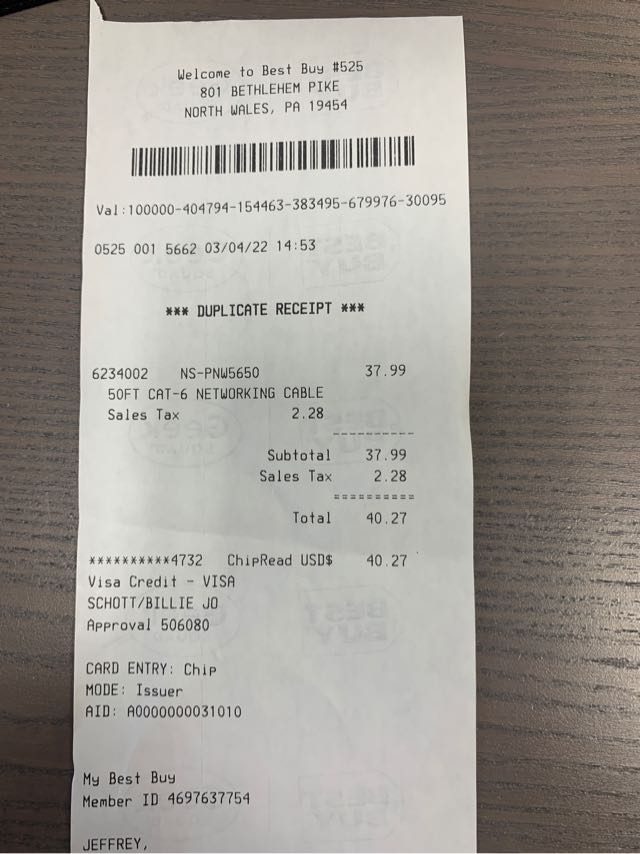 Welcome to Best Buy #525
801 BETHLEHEM PIKE
NORTH WALES, PA 19454
Val:100000-404794-154463-383495-679976-30095
0525 001 5662 03/04/22 14:53
*** DUPLICATE RECEIPT ***
6234002 NS-PNW5650 37.99
50FT CAT-6 NETWORKING CABLE
Sales Tax 2.28
----------
Subtotal 37.99
Sales Tax 2.28
==========
Total 40.27
**********4732 ChipRead USD$ 40.27
Visa Credit - VISA
SCHOTT/BILLIE JO
Approval 506080
CARD ENTRY: Chip
MODE: Issuer
AID: A0000000031010
My Best Buy
Member ID 4697637754
JEFFREY,